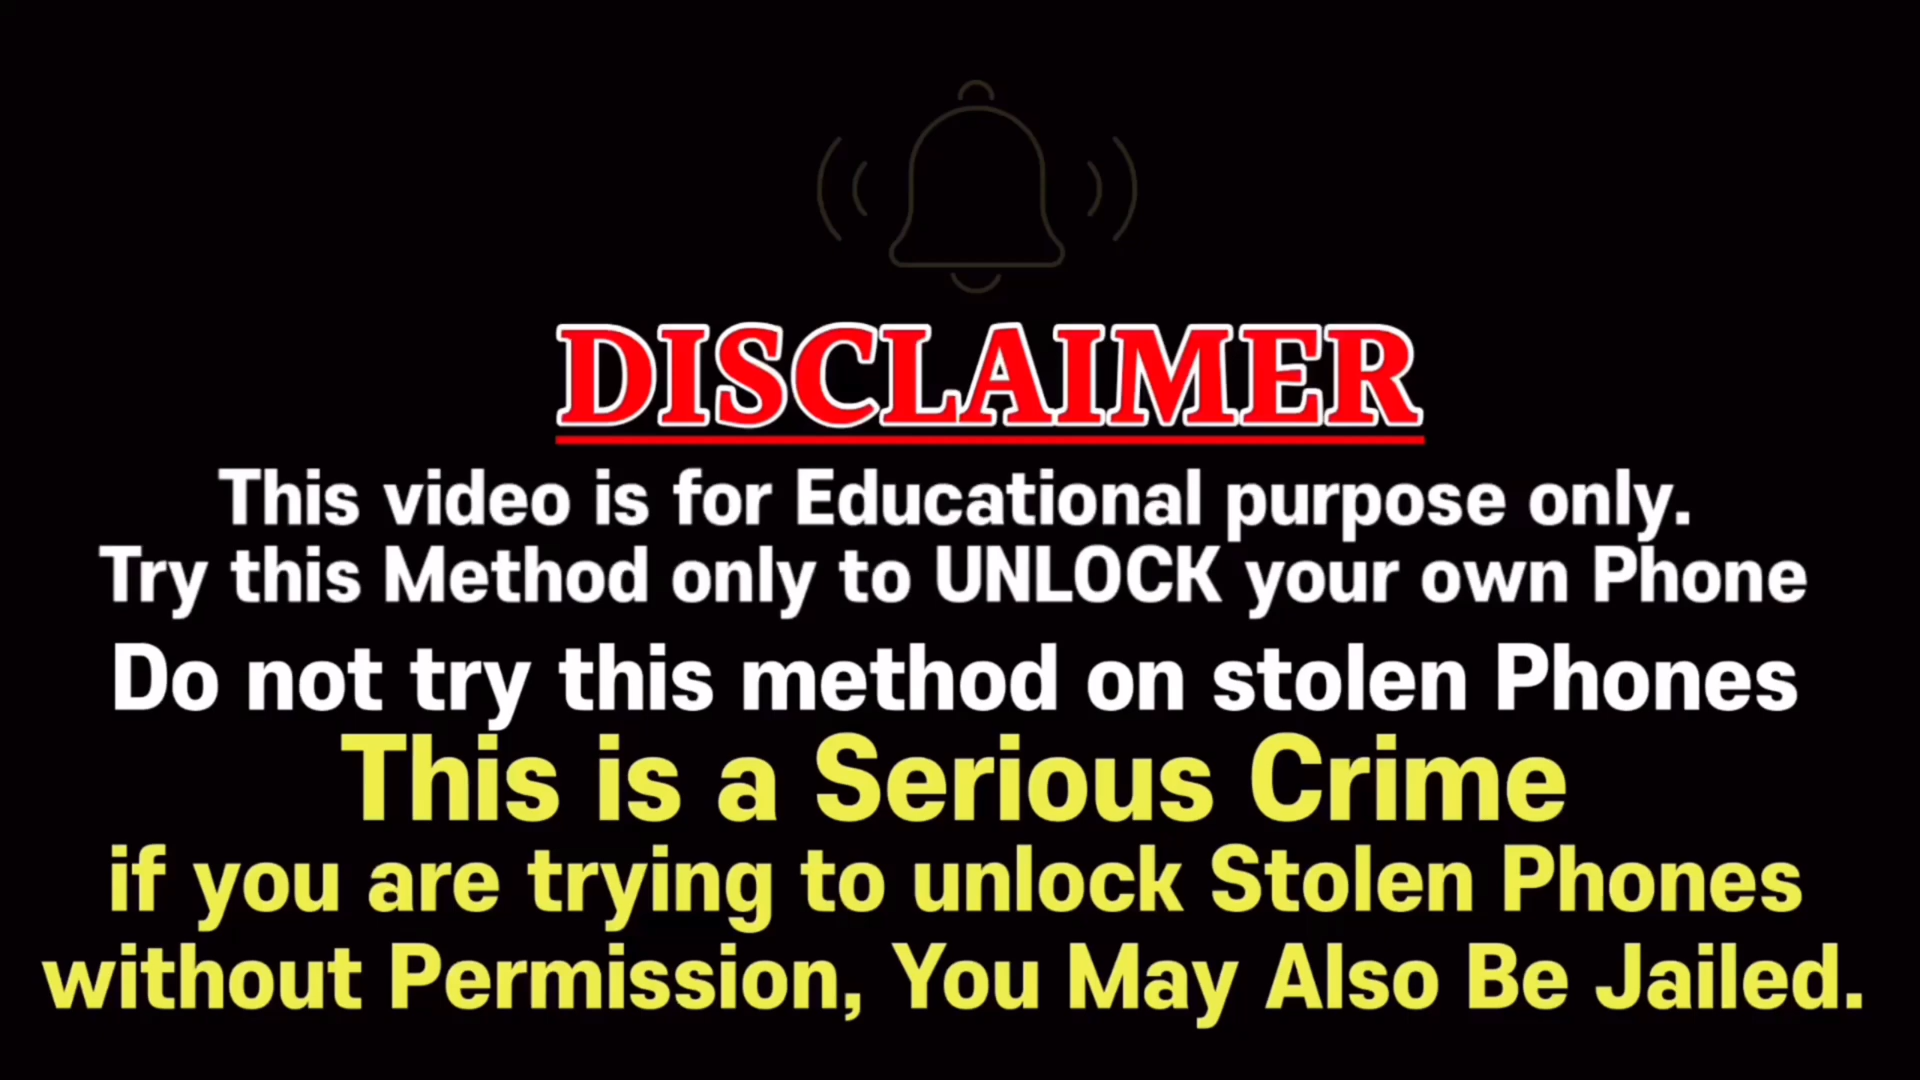 DISCLAIMER
This video is for Educational purpose only.
Try this Method only to UNLOCK your own Phone
Do not try this method on stolen Phones
This is a Serious Crime
if you are trying to unlock Stolen Phones
without Permission, You May Also Be Jailed.